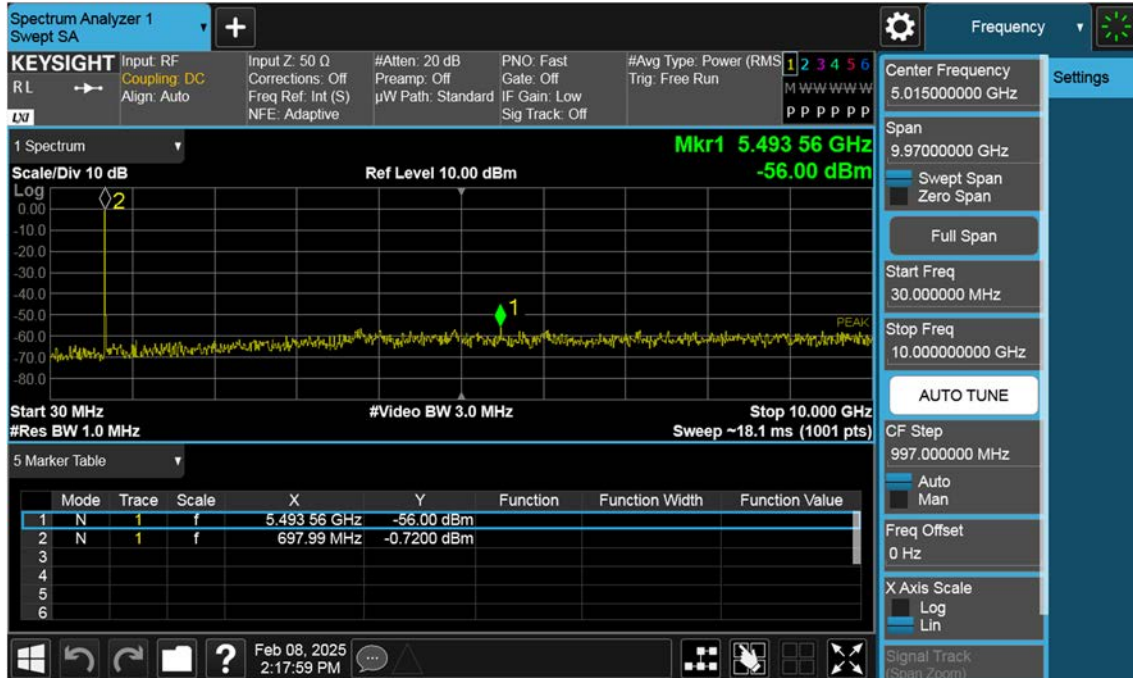 Spectrum Analyzer 1
Swept SA
+
Frequency
KEYSIGHT
R L
LXI
Input: RF
Coupling: DC
Align: Auto
Input Z: 50 Ω
Corrections: Off
Freq Ref: Int (S)
NFE: Adaptive
#Atten: 20 dB
Preamp: Off
µW Path: Standard
PNO: Fast
Gate: Off
IF Gain: Low
Sig Track: Off
#Avg Type: Power (RMS
Trig: Free Run
1 2 3 4 5 6
M W W W W W
P P P P P P
1 Spectrum
Scale/Div 10 dB
Ref Level 10.00 dBm
Mkr1 5.493 56 GHz
-56.00 dBm
Log
0.00
-10.0
-20.0
-30.0
-40.0
-50.0
-60.0
-70.0
-80.0
2
1
PEAK
Start 30 MHz
#Video BW 3.0 MHz
Stop 10.000 GHz
#Res BW 1.0 MHz
Sweep ~18.1 ms (1001 pts)
5 Marker Table
Mode Trace Scale X Y Function Function Width Function Value
1 N 1 f 5.493 56 GHz -56.00 dBm
2 N 1 f 697.99 MHz -0.7200 dBm
3
4
5
6
?
Feb 08, 2025
2:17:59 PM
Center Frequency
5.015000000 GHz
Settings
Span
9.97000000 GHz
Swept Span
Zero Span
Full Span
Start Freq
30.000000 MHz
Stop Freq
10.000000000 GHz
AUTO TUNE
CF Step
997.000000 MHz
Auto
Man
Freq Offset
0 Hz
X Axis Scale
Log
Lin
Signal Track
(Span Zoom)